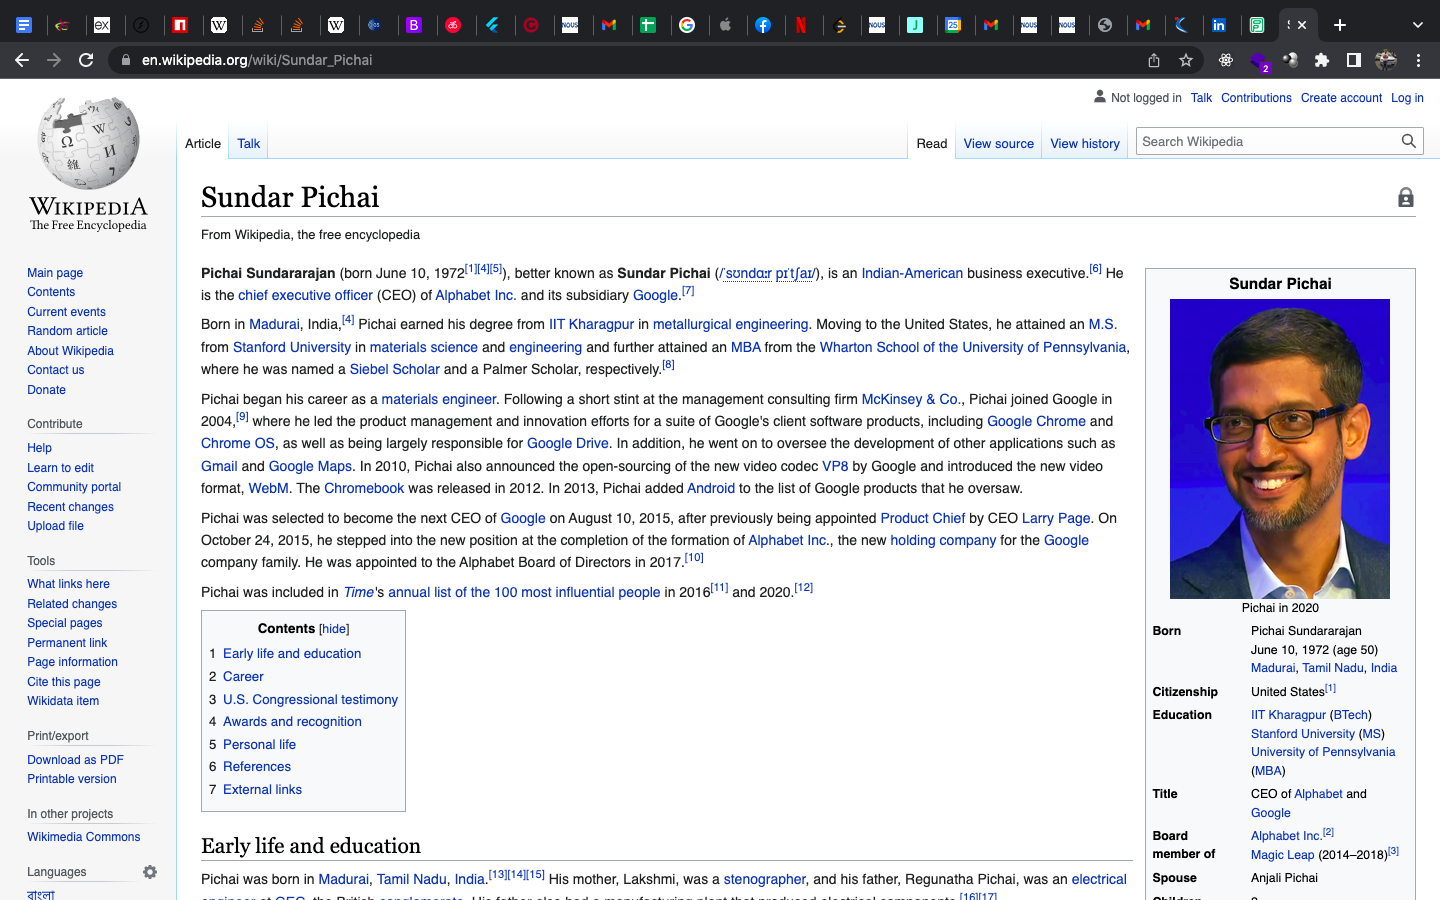 en.wikipedia.org/wiki/Sundar_Pichai
2
Not logged in Talk Contributions Create account Log in
Article Talk
Read View source View history
Search Wikipedia
WIKIPEDIA
The Free Encyclopedia
Main page
Contents
Current events
Random article
About Wikipedia
Contact us
Donate
Contribute
Help
Learn to edit
Community portal
Recent changes
Upload file
Tools
What links here
Related changes
Special pages
Permanent link
Page information
Cite this page
Wikidata item
Print/export
Download as PDF
Printable version
In other projects
Wikimedia Commons
Languages
বাংলা
Sundar Pichai
From Wikipedia, the free encyclopedia
Pichai Sundararajan (born June 10, 1972[1][4][5]), better known as Sundar Pichai (/ˈsʊndɑːr pɪˈtʃaɪ/), is an Indian-American business executive.[6] He
is the chief executive officer (CEO) of Alphabet Inc. and its subsidiary Google.[7]
Born in Madurai, India,[4] Pichai earned his degree from IIT Kharagpur in metallurgical engineering. Moving to the United States, he attained an M.S.
from Stanford University in materials science and engineering and further attained an MBA from the Wharton School of the University of Pennsylvania,
where he was named a Siebel Scholar and a Palmer Scholar, respectively.[8]
Pichai began his career as a materials engineer. Following a short stint at the management consulting firm McKinsey & Co., Pichai joined Google in
2004,[9] where he led the product management and innovation efforts for a suite of Google's client software products, including Google Chrome and
Chrome OS, as well as being largely responsible for Google Drive. In addition, he went on to oversee the development of other applications such as
Gmail and Google Maps. In 2010, Pichai also announced the open-sourcing of the new video codec VP8 by Google and introduced the new video
format, WebM. The Chromebook was released in 2012. In 2013, Pichai added Android to the list of Google products that he oversaw.
Pichai was selected to become the next CEO of Google on August 10, 2015, after previously being appointed Product Chief by CEO Larry Page. On
October 24, 2015, he stepped into the new position at the completion of the formation of Alphabet Inc., the new holding company for the Google
company family. He was appointed to the Alphabet Board of Directors in 2017.[10]
Pichai was included in Time's annual list of the 100 most influential people in 2016[11] and 2020.[12]
Contents [hide]
1 Early life and education
2 Career
3 U.S. Congressional testimony
4 Awards and recognition
5 Personal life
6 References
7 External links
Early life and education
Pichai was born in Madurai, Tamil Nadu, India.[13][14][15] His mother, Lakshmi, was a stenographer, and his father, Regunatha Pichai, was an electrical
engineer at GEC, the British conglomerate. His father also had a manufacturing plant that produced electrical components.[16][17]
Sundar Pichai
Pichai in 2020
Born Pichai Sundararajan
June 10, 1972 (age 50)
Madurai, Tamil Nadu, India
Citizenship United States[1]
Education IIT Kharagpur (BTech)
Stanford University (MS)
University of Pennsylvania
(MBA)
Title CEO of Alphabet and
Google
Board Alphabet Inc.[2]
member of Magic Leap (2014–2018)[3]
Spouse Anjali Pichai
Children 2